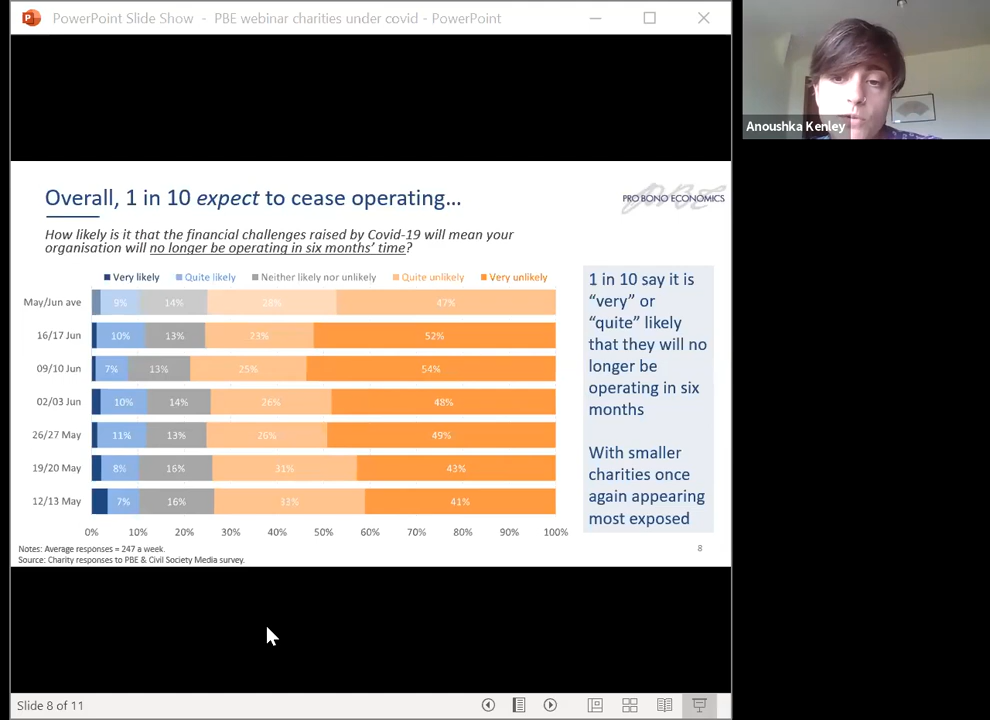 PowerPoint Slide Show - PBE webinar charities under covid - PowerPoint
Anoushka Kenley
Overall, 1 in 10 expect to cease operating...
PRO BONO ECONOMICS
How likely is it that the financial challenges raised by Covid-19 will mean your
organisation will no longer be operating in six months' time?
Very likely Quite likely Neither likely nor unlikely Quite unlikely Very unlikely
May/Jun ave 9% 14% 28% 47%
16/17 Jun 10% 13% 23% 52%
09/10 Jun 7% 13% 25% 54%
02/03 Jun 10% 14% 26% 48%
26/27 May 11% 13% 26% 49%
19/20 May 8% 16% 31% 43%
12/13 May 7% 16% 33% 41%
0% 10% 20% 30% 40% 50% 60% 70% 80% 90% 100%
Notes: Average responses = 247 a week.
Source: Charity responses to PBE & Civil Society Media survey.
1 in 10 say it is
"very" or
"quite" likely
that they will no
longer be
operating in six
months
With smaller
charities once
again appearing
most exposed
8
Slide 8 of 11